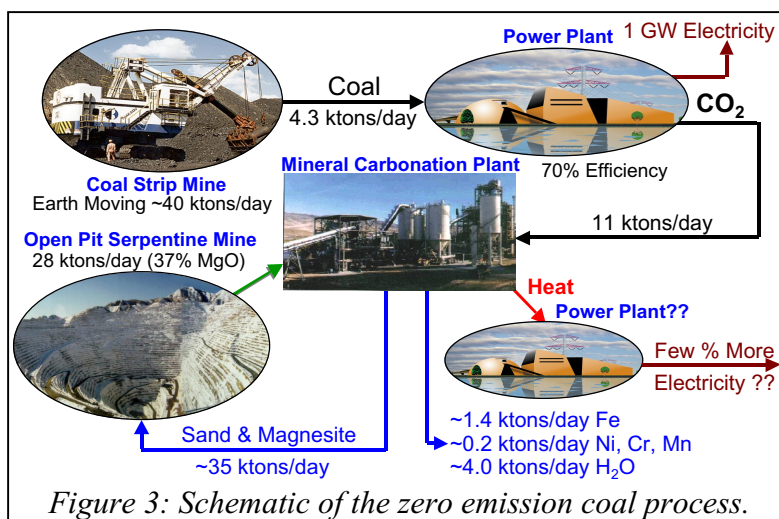 Power Plant
1 GW Electricity
Coal
4.3 ktons/day
CO₂
Mineral Carbonation Plant
70% Efficiency
Coal Strip Mine
Earth Moving ~40 ktons/day
11 ktons/day
Open Pit Serpentine Mine
28 ktons/day (37% MgO)
Heat
Power Plant??
Few % More
Electricity ??
Sand & Magnesite
~35 ktons/day
~1.4 ktons/day Fe
~0.2 ktons/day Ni, Cr, Mn
~4.0 ktons/day H₂O
Figure 3: Schematic of the zero emission coal process.